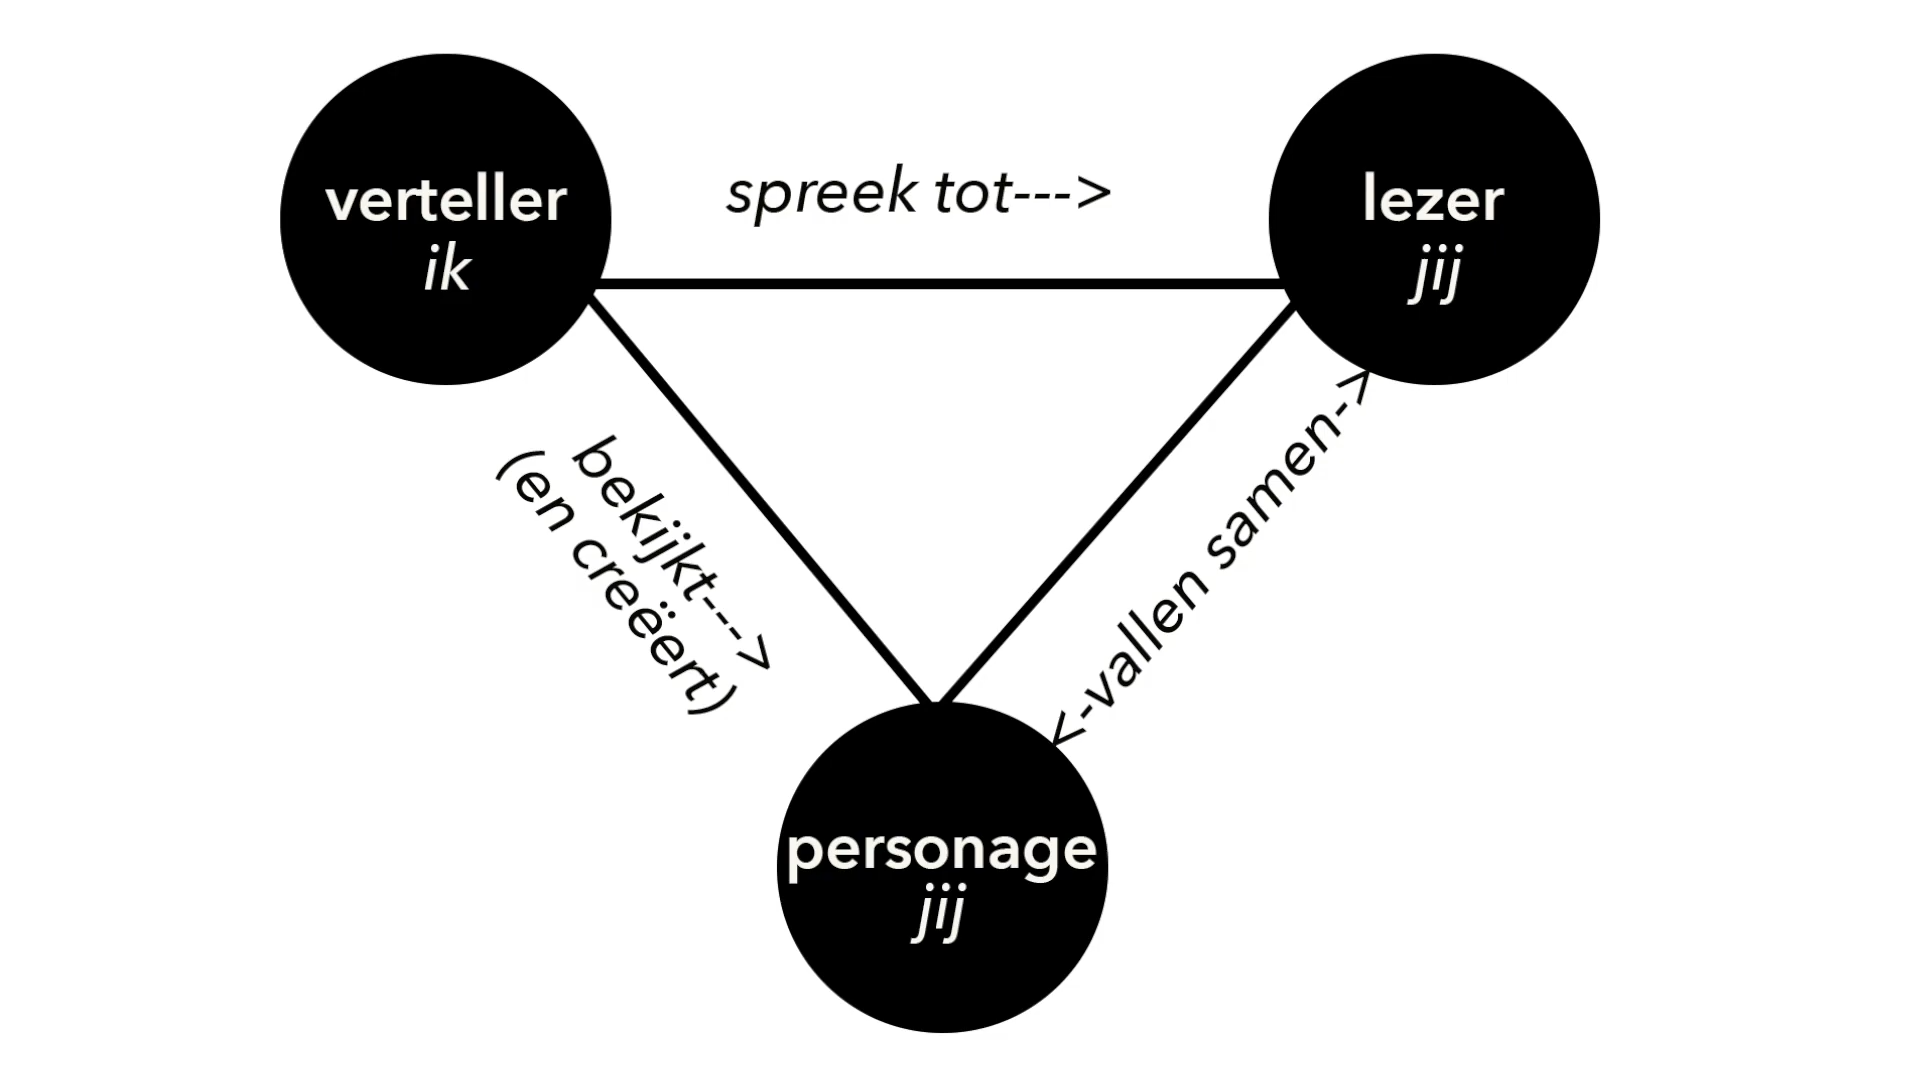 verteller
ik
spreek tot--->
lezer
jij
bekijkt--->
(en creëert)
<-vallen samen->
personage
jij